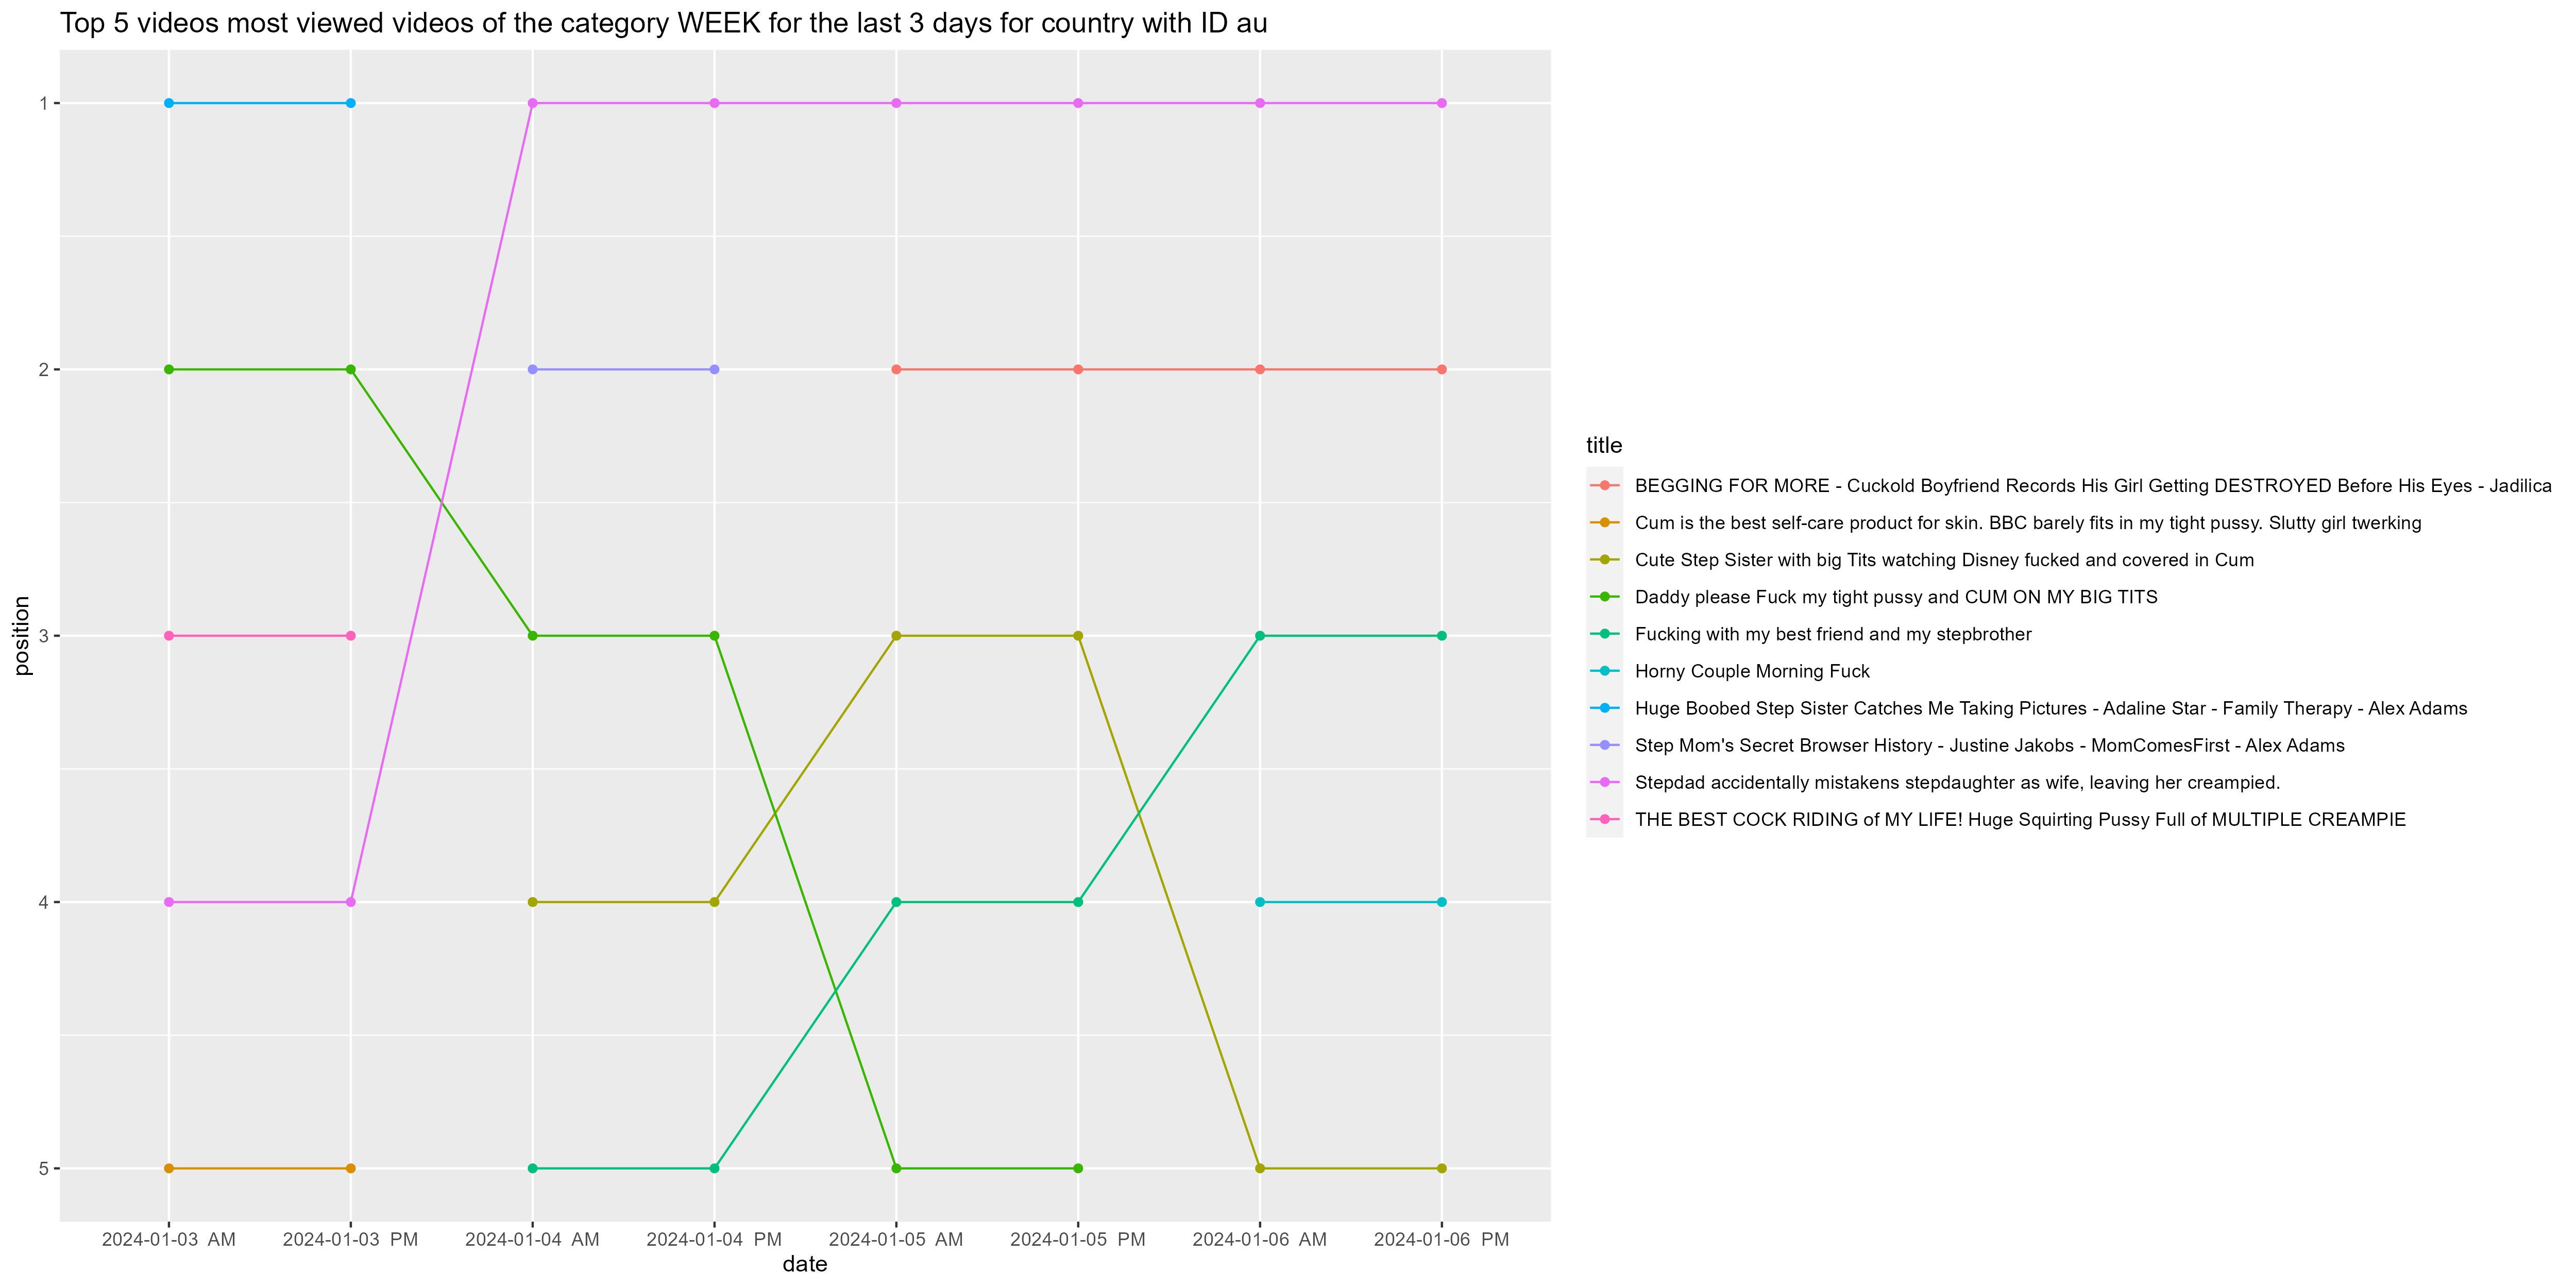 Top 5 videos most viewed videos of the category WEEK for the last 3 days for country with ID au
position
1
2
3
4
5
2024-01-03 AM
2024-01-03 PM
2024-01-04 AM
2024-01-04 PM
2024-01-05 AM
2024-01-05 PM
2024-01-06 AM
2024-01-06 PM
date
title
BEGGING FOR MORE - Cuckold Boyfriend Records His Girl Getting DESTROYED Before His Eyes - Jadilica
Cum is the best self-care product for skin. BBC barely fits in my tight pussy. Slutty girl twerking
Cute Step Sister with big Tits watching Disney fucked and covered in Cum
Daddy please Fuck my tight pussy and CUM ON MY BIG TITS
Fucking with my best friend and my stepbrother
Horny Couple Morning Fuck
Huge Boobed Step Sister Catches Me Taking Pictures - Adaline Star - Family Therapy - Alex Adams
Step Mom's Secret Browser History - Justine Jakobs - MomComesFirst - Alex Adams
Stepdad accidentally mistakens stepdaughter as wife, leaving her creampied.
THE BEST COCK RIDING of MY LIFE! Huge Squirting Pussy Full of MULTIPLE CREAMPIE